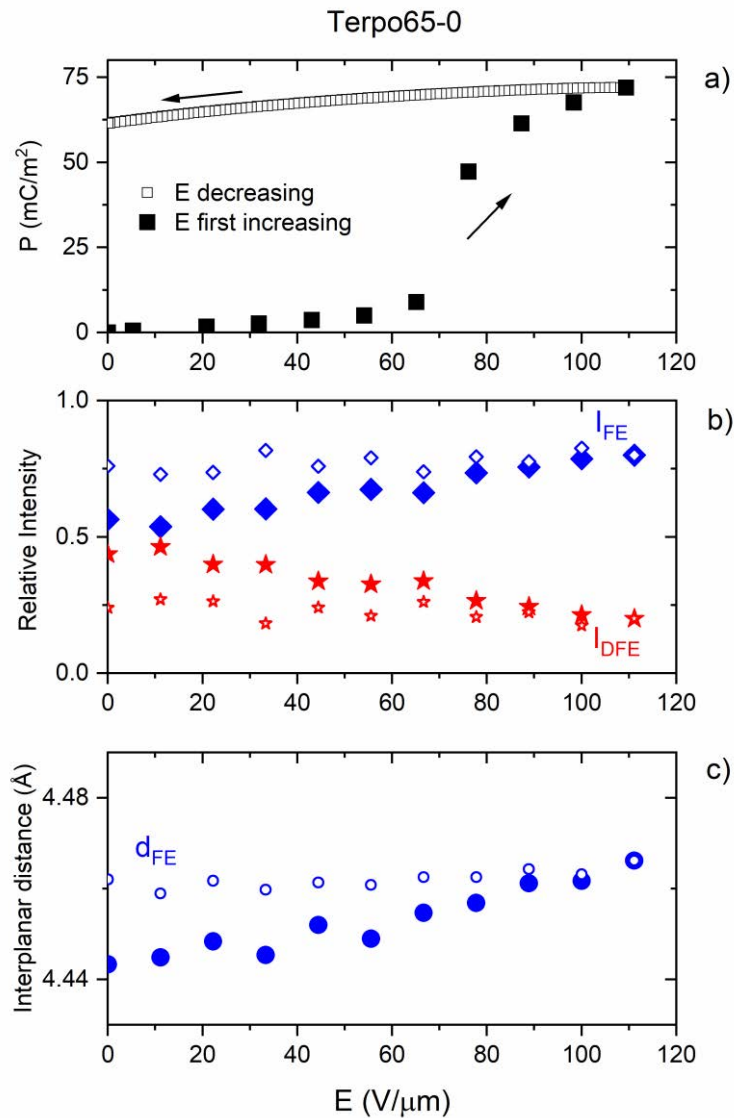 Terpo65-0
a)
75
50
25
0
P (mC/m²)
E decreasing
E first increasing
0 20 40 60 80 100 120
b)
1.0
0.5
0.0
Relative Intensity
I_FE
I_DFE
0 20 40 60 80 100 120
c)
4.48
4.44
Interplanar distance (Å)
d_FE
0 20 40 60 80 100 120
E (V/μm)